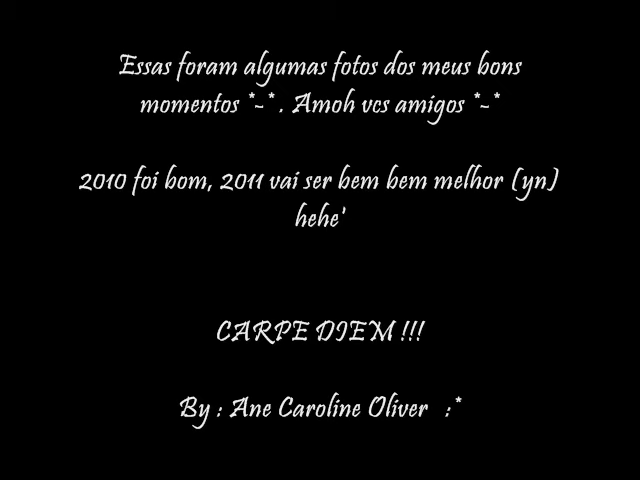 Essas foram algumas fotos dos meus bons
momentos *-* . Amoh vcs amigos *-*
2010 foi bom, 2011 vai ser bem bem melhor (yn)
hehe'
CARPE DIEM !!!
By : Ane Caroline Oliver :*